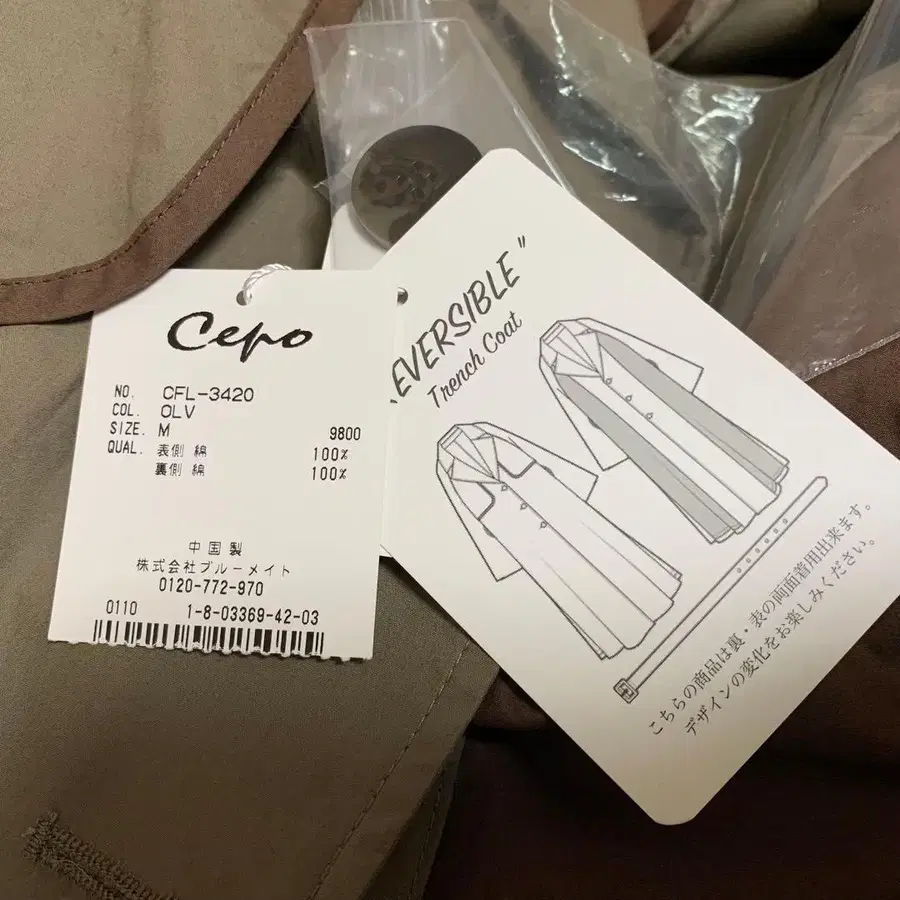 Cepo
NO. CFL-3420
COL. OLV
SIZE. M 9800
QUAL. 表側 綿 100%
裏側 綿 100%
中国製
株式会社ブルーメイト
0120-772-970
0110 1-8-03369-42-03
EVERSIBLE"
Trench Coat
こちらの商品は裏・表の両面着用出来ます。
デザインの変化をお楽しみください。